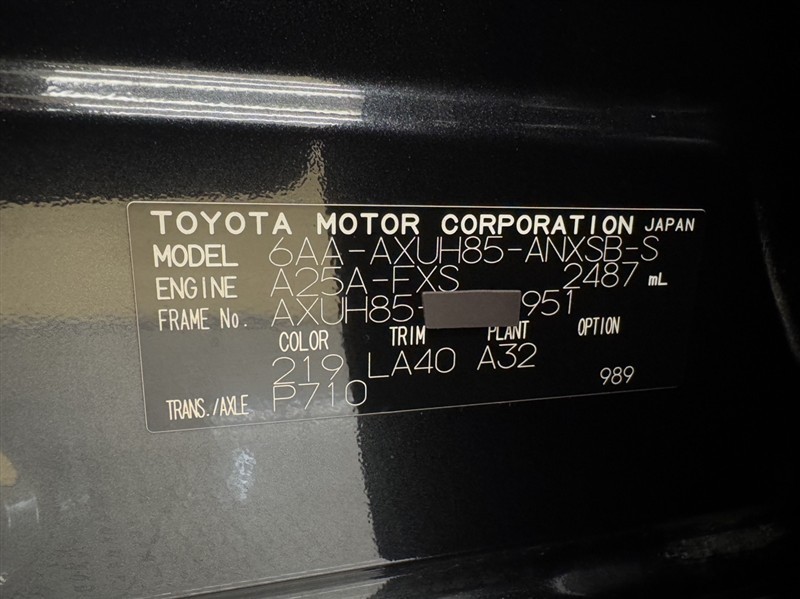 TOYOTA MOTOR CORPORATION JAPAN
MODEL 6AA-AXUH85-ANXSB-S
ENGINE A25A-FXS 2487 mL
FRAME No. AXUH85- 951
COLOR TRIM PLANT OPTION
219 LA40 A32
TRANS./AXLE P710 989